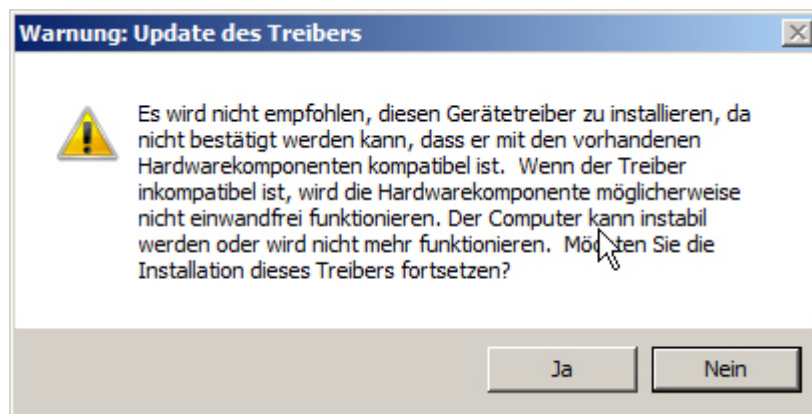 Warnung: Update des Treibers
Es wird nicht empfohlen, diesen Gerätetreiber zu installieren, da
nicht bestätigt werden kann, dass er mit den vorhandenen
Hardwarekomponenten kompatibel ist. Wenn der Treiber
inkompatibel ist, wird die Hardwarekomponente möglicherweise
nicht einwandfrei funktionieren. Der Computer kann instabil
werden oder wird nicht mehr funktionieren. Möchten Sie die
Installation dieses Treibers fortsetzen?
Ja
Nein